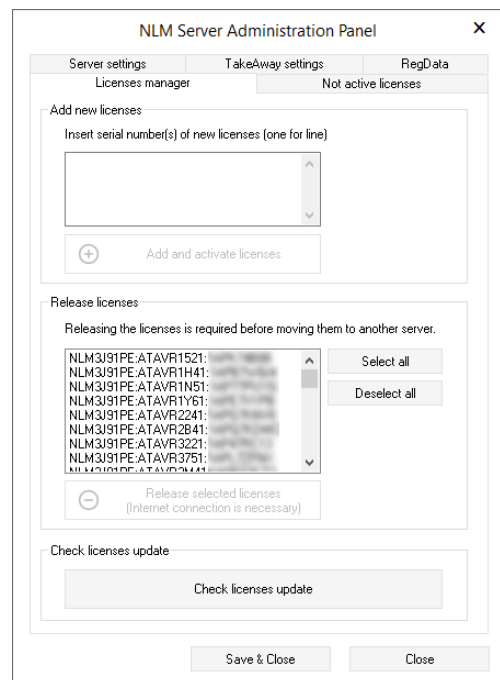 NLM Server Administration Panel
Server settings
TakeAway settings
RegData
Licenses manager
Not active licenses
Add new licenses
Insert serial number(s) of new licenses (one for line)
Add and activate licenses
Release licenses
Releasing the licenses is required before moving them to another server.
NLM3J91PE:ATAVR1521:
NLM3J91PE:ATAVR1H41:
NLM3J91PE:ATAVR1N51:
NLM3J91PE:ATAVR1Y61:
NLM3J91PE:ATAVR2241:
NLM3J91PE:ATAVR2B41:
NLM3J91PE:ATAVR3221:
NLM3J91PE:ATAVR3751:
Select all
Deselect all
Release selected licenses
(Internet connection is necessary)
Check licenses update
Check licenses update
Save & Close
Close